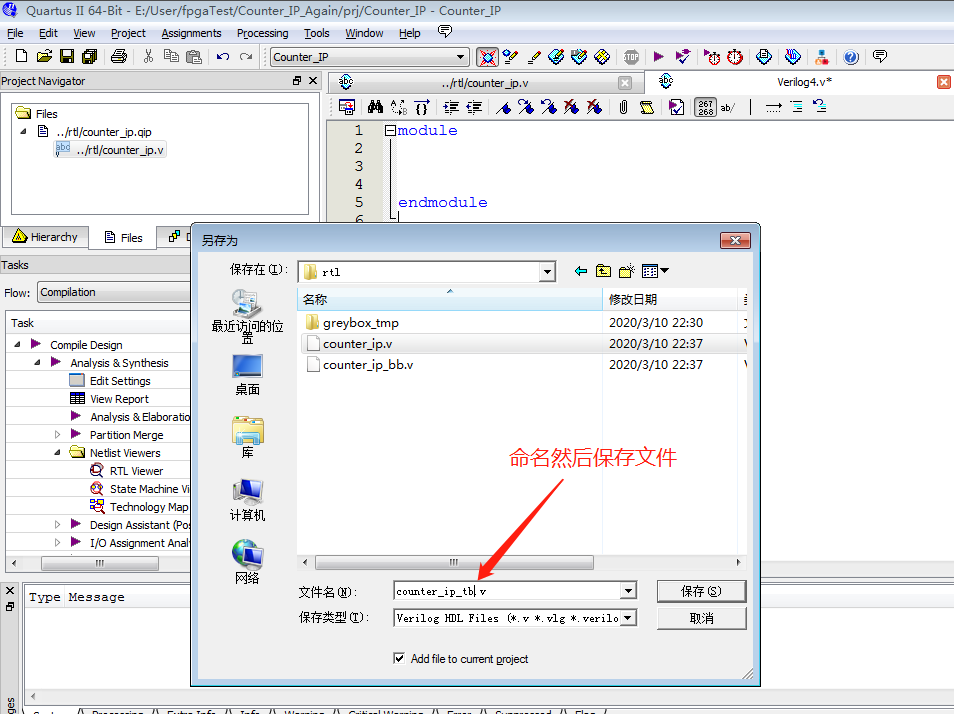 Quartus II 64-Bit - E:/User/fpgaTest/Counter_IP_Again/prj/Counter_IP - Counter_IP
File Edit View Project Assignments Processing Tools Window Help
Counter_IP
Project Navigator
../rtl/counter_ip.v
Verilog4.v*
Files
../rtl/counter_ip.qip
../rtl/counter_ip.v
267
268
ab/
1 module
2
3
4
5 endmodule
6
Hierarchy Files
Tasks
Flow: Compilation
Task
Compile Design
Analysis & Synthesis
Edit Settings
View Report
Analysis & Elaboratio
Partition Merge
Netlist Viewers
RTL Viewer
State Machine Vi
Technology Map
Design Assistant (Pos
I/O Assignment Anal
另存为
保存在(I):
rtl
最近访问的位置
桌面
库
计算机
网络
名称 修改日期
greybox_tmp 2020/3/10 22:30
counter_ip.v 2020/3/10 22:37
counter_ip_bb.v 2020/3/10 22:37
命名然后保存文件
文件名(N): counter_ip_tb.v 保存(S)
保存类型(T): Verilog HDL Files (*.v *.vlg *.verilo 取消
Add file to current project
Type Message